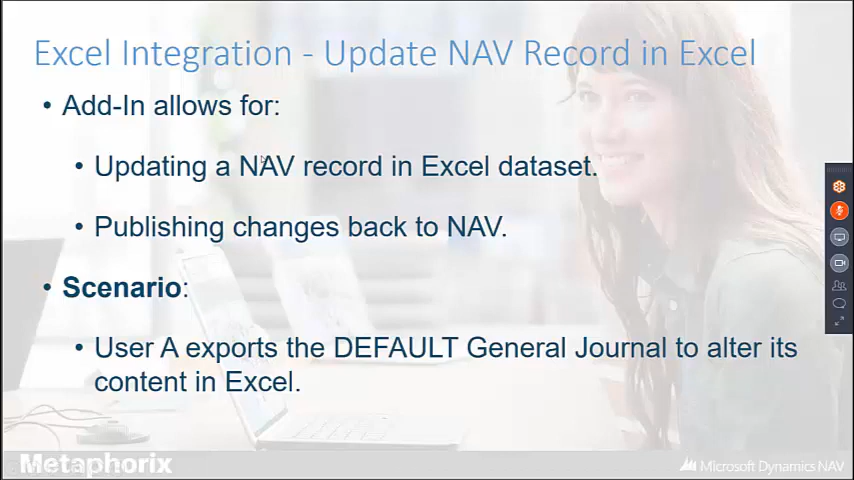 Excel Integration - Update NAV Record in Excel
• Add-In allows for:
• Updating a NAV record in Excel dataset.
• Publishing changes back to NAV.
• Scenario:
• User A exports the DEFAULT General Journal to alter its
content in Excel.
Metaphorix
Microsoft Dynamics NAV